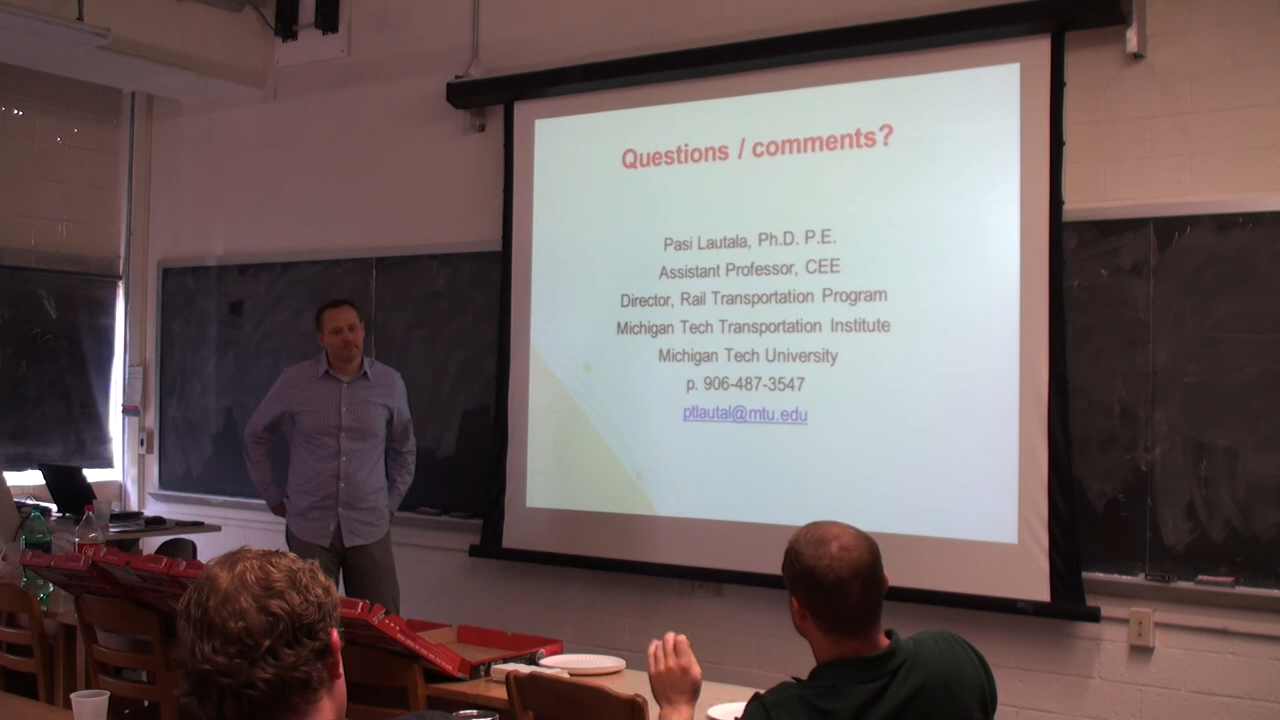 Questions / comments?
Pasi Lautala, Ph.D. P.E.
Assistant Professor, CEE
Director, Rail Transportation Program
Michigan Tech Transportation Institute
Michigan Tech University
p. 906-487-3547
ptlautal@mtu.edu